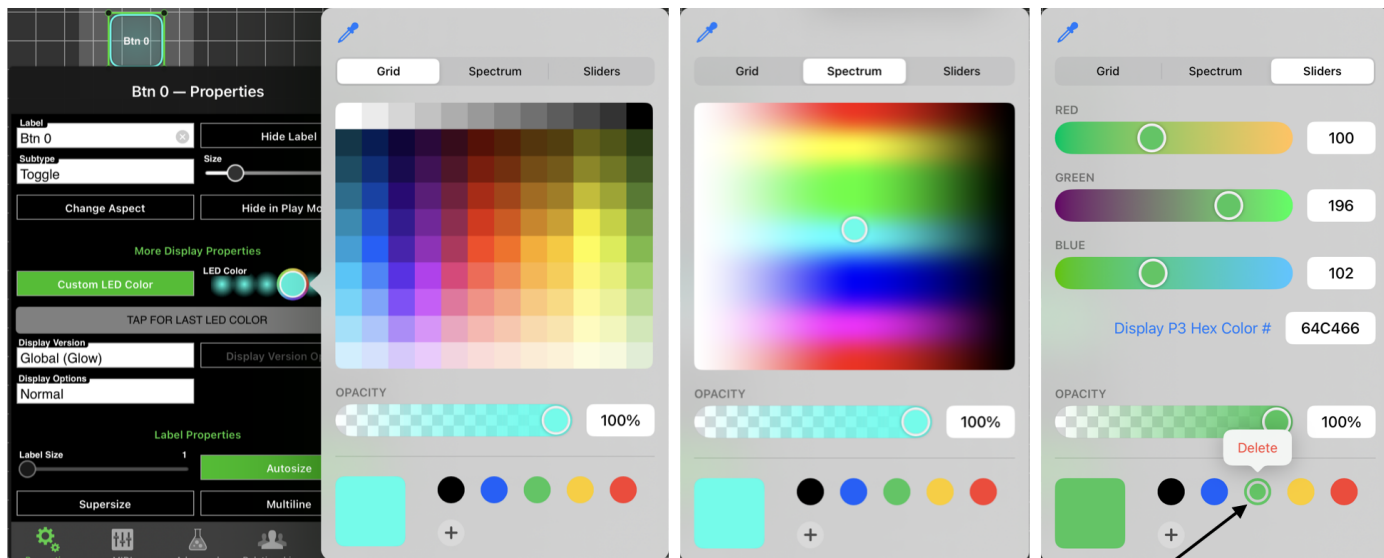 Btn 0
Btn 0 — Properties
Label
Btn 0
Hide Label
Subtype
Toggle
Size
Change Aspect
Hide in Play Mo
More Display Properties
Custom LED Color
LED Color
TAP FOR LAST LED COLOR
Display Version
Global (Glow)
Display Version Op
Display Options
Normal
Label Properties
Label Size
1
Autosize
Supersize
Multiline
Grid
Spectrum
Sliders
OPACITY
100%
+
Grid
Spectrum
Sliders
OPACITY
100%
+
Grid
Spectrum
Sliders
RED
100
GREEN
196
BLUE
102
Display P3 Hex Color #
64C466
OPACITY
100%
Delete
+